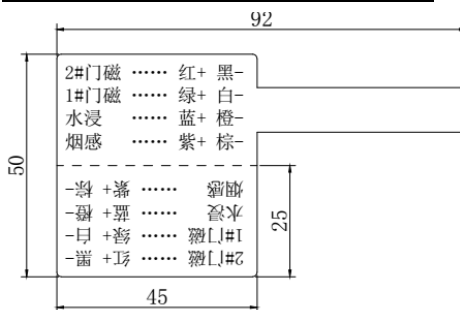 92
2#门磁 …… 红+ 黑-
1#门磁 …… 绿+ 白-
水浸 …… 蓝+ 橙-
烟感 …… 紫+ 棕-
50
烟感 …… 紫+ 棕-
水浸 …… 蓝+ 橙-
1#门磁 …… 绿+ 白-
2#门磁 …… 红+ 黑-
25
45